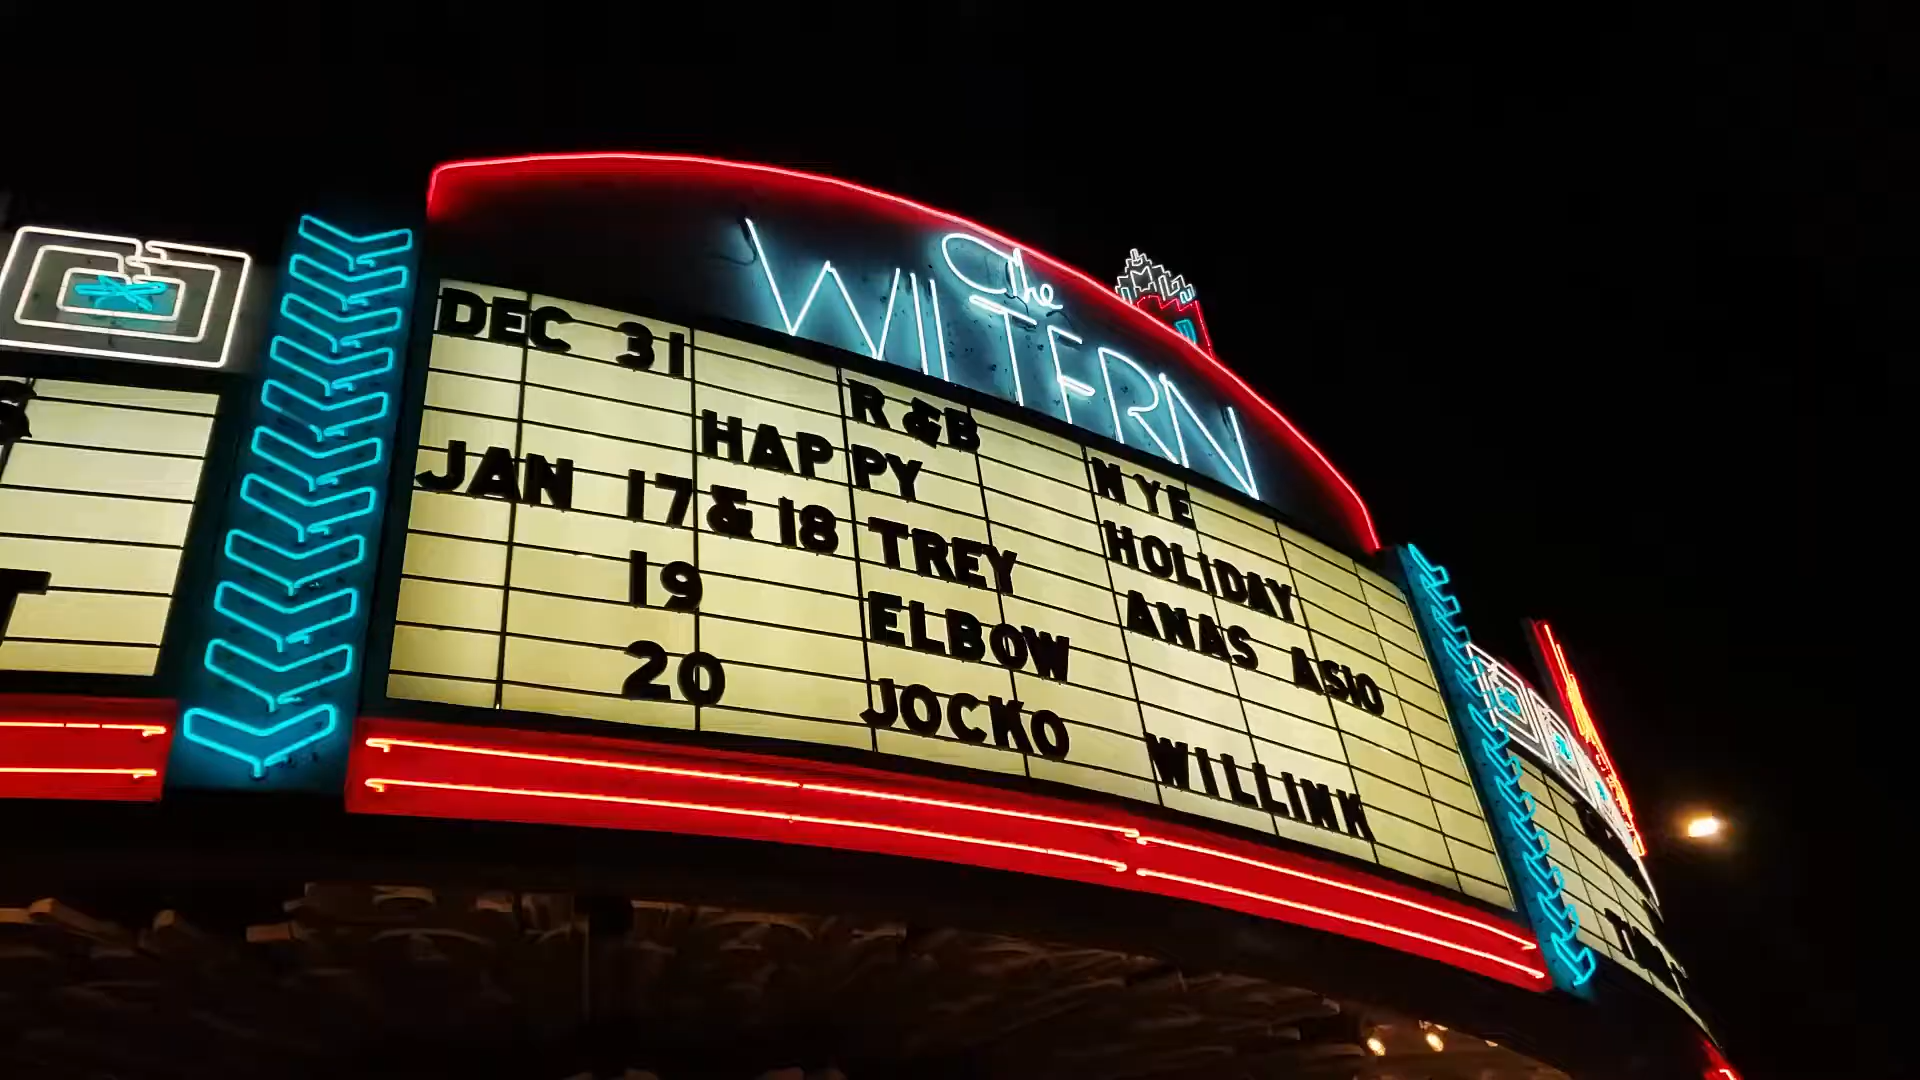 The
WILTERN
DEC 31 R&B NYE
HAPPY HOLIDAY
JAN 17 & 18 TREY ANAS ASIO
19 ELBOW
20 JOCKO WILLINK